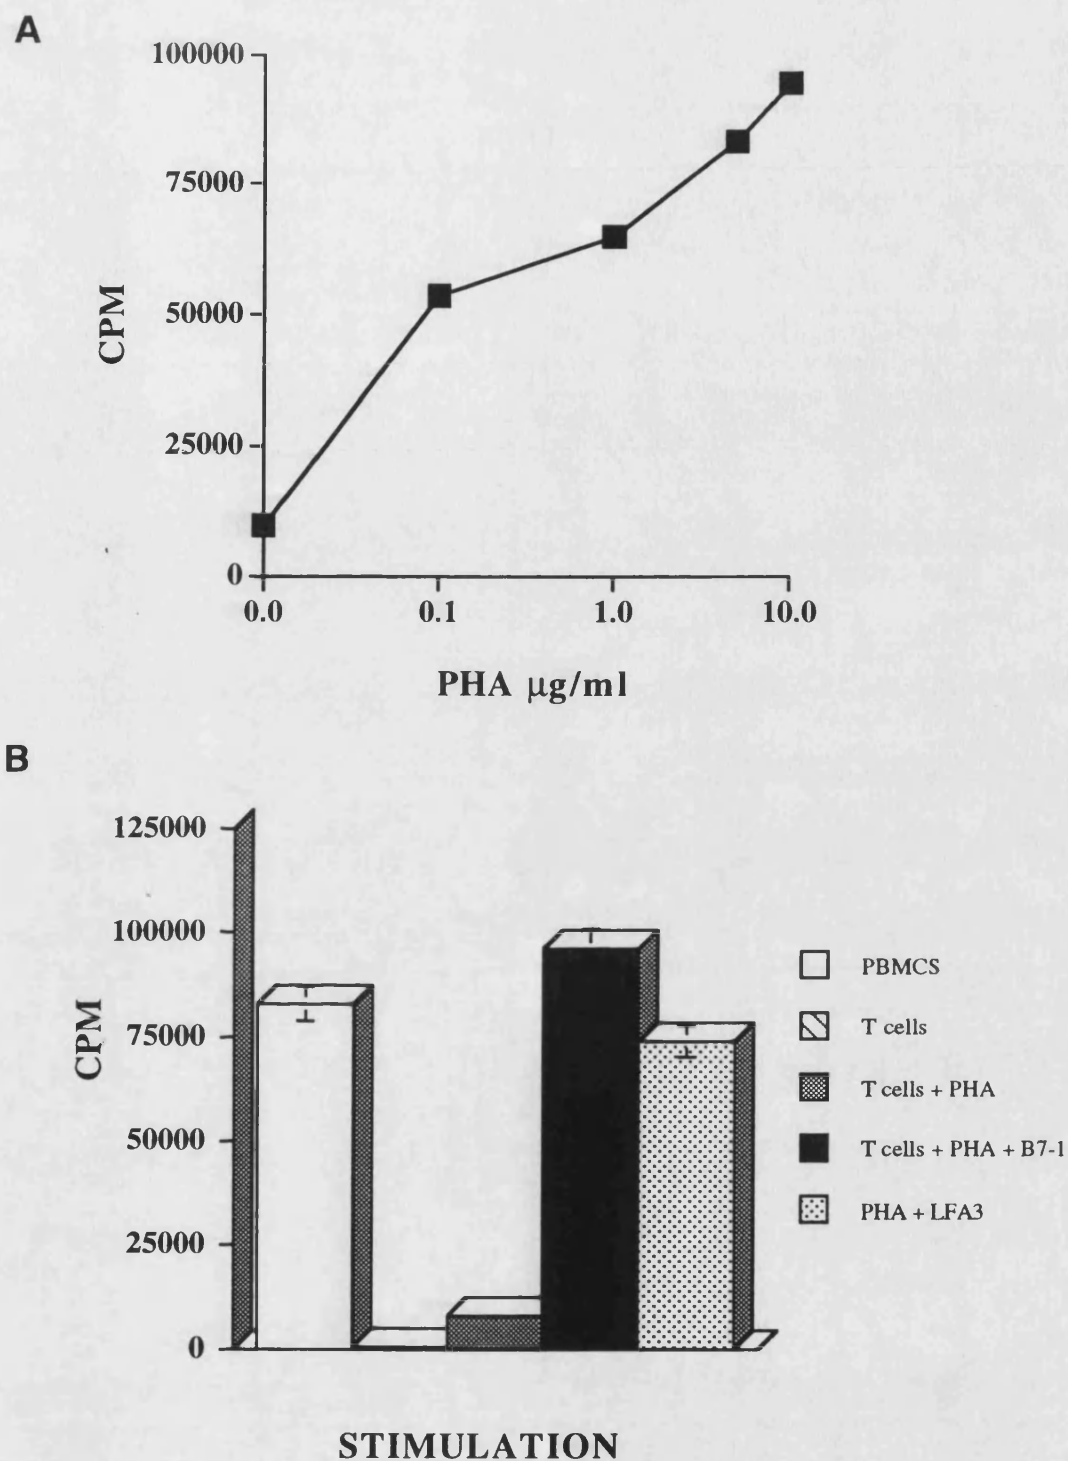 A
100000
75000
50000
25000
0
CPM
0.0 0.1 1.0 10.0
PHA µg/ml
B
125000
100000
75000
50000
25000
0
CPM
PBMCS
T cells
T cells + PHA
T cells + PHA + B7-1
PHA + LFA3
STIMULATION